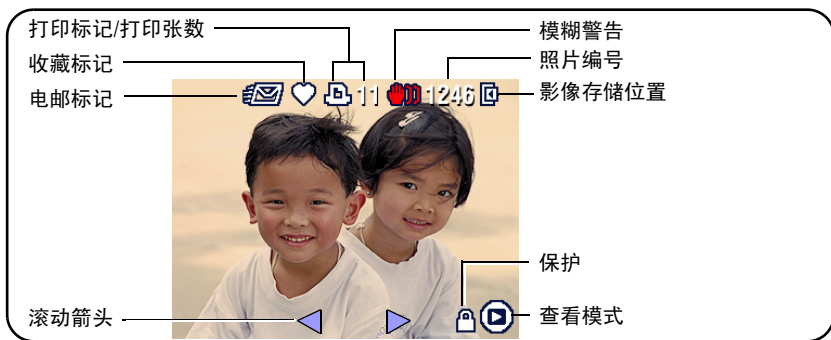 打印标记/打印张数
收藏标记
电邮标记
模糊警告
照片编号
影像存储位置
11
1246
保护
滚动箭头
查看模式